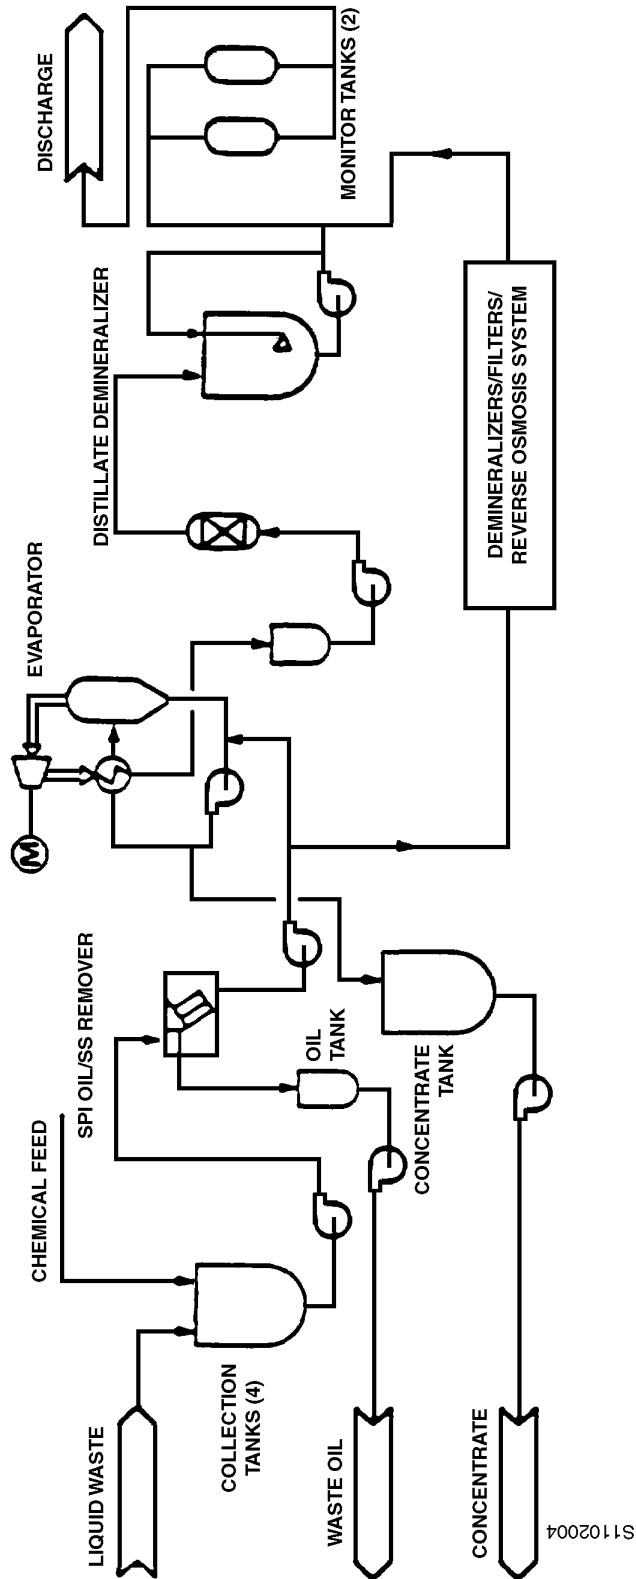 LIQUID WASTE
CHEMICAL FEED
COLLECTION
TANKS (4)
WASTE OIL
CONCENTRATE
SPI OIL/SS REMOVER
OIL
TANK
CONCENTRATE
TANK
M
EVAPORATOR
DISTILLATE DEMINERALIZER
DEMINERALIZERS/FILTERS/
REVERSE OSMOSIS SYSTEM
DISCHARGE
MONITOR TANKS (2)
S1102004